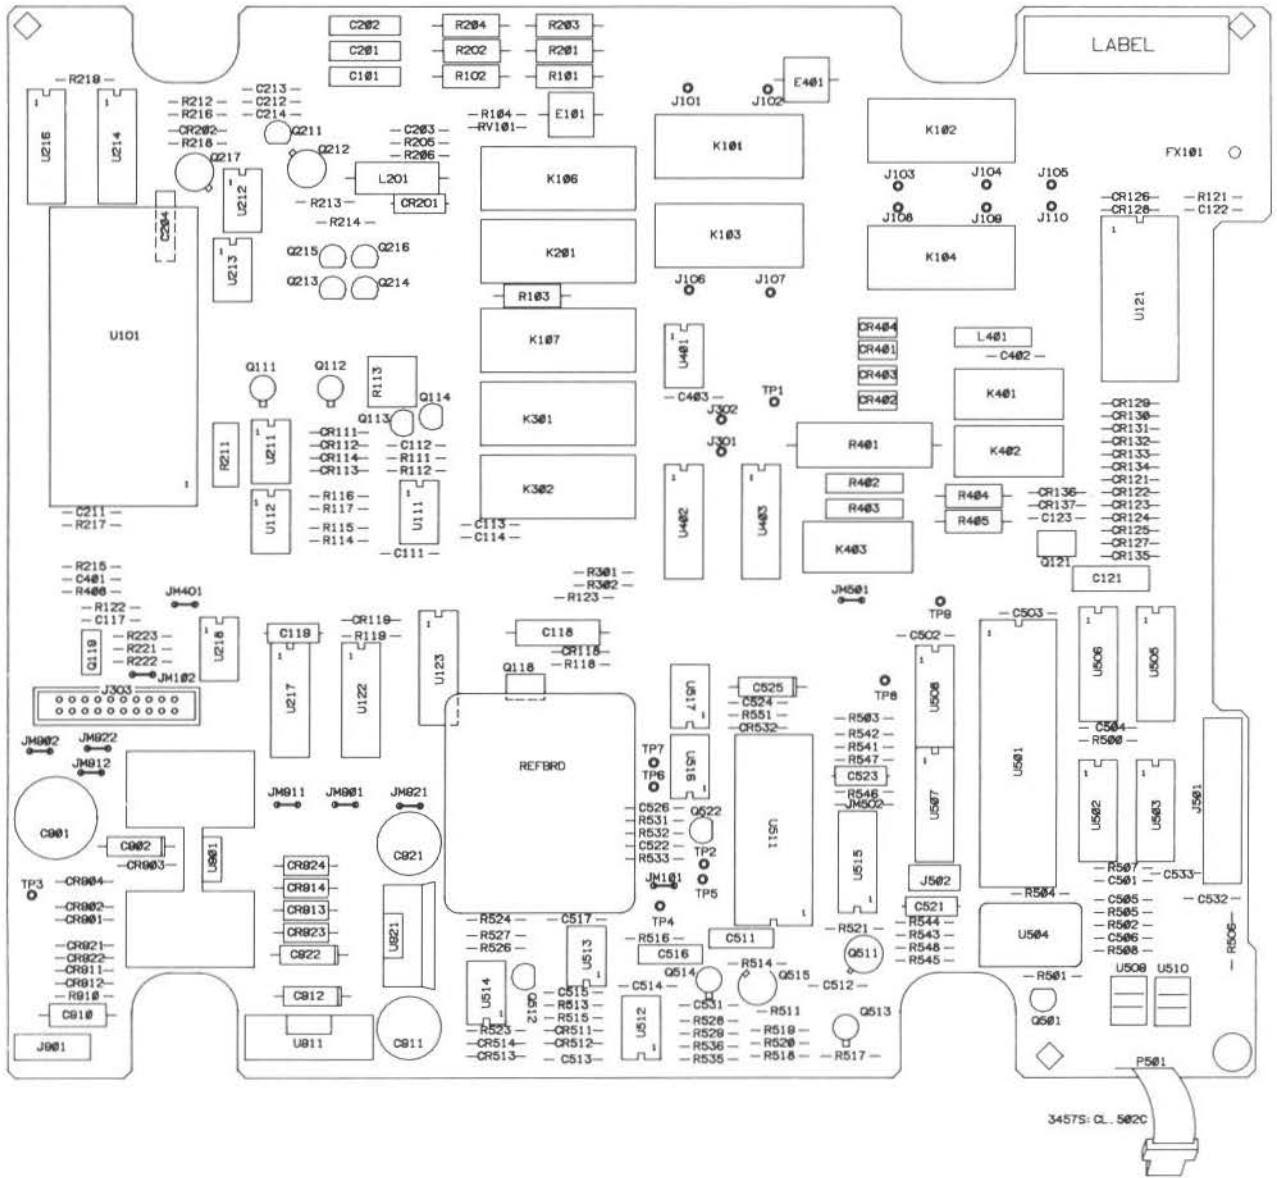 C202 R204 R203
LABEL
C201 R202 R201
C101 R102 R101
E401
R219
C213
J101 J102
R212 C212
R216 C214 R104 E101
CR202 Q211 C203 RV101 K102
U216 U214 R218 R205 K101
Q217 Q212 R206 FX101
L201 K106 J103 J104 J105
U212 CR201 CR126 R121
C204 R213 CR128 C122
R214 J108 J109 J110
K103
Q215 Q216 K201 K104
U213
Q213 Q214 J106 J107
R103 U121
CR404
U101 K107 U401 CR401 L401
C402
Q111 Q112 R113 CR403
TP1 K401
Q114 C403 CR402
J302 CR129
Q113 K301 CR130
CR111 CR131
R211 U211 CR112 C112 J301 R401 K402 CR132
CR114 R111 CR133
CR113 R112 CR134
CR121
K302 R402 CR136 CR122
R116 R404 CR137 CR123
C211 U112 R117 U111 U402 U403 R403 C123 CR124
R217 R115 C113 R405 CR125
R114 C114 CR127
C111 K403 Q121 CR135
R215 R301 C121
C401 R302
R408 JM401 R123 JM501
R122 TP9
C117 CR119 C503
R223 C119 R119 C118 C502
Q119 R221 U218 U123 U506 U505
R222 CR118
JM102 Q118 R118
J303 U217 U122 U517 C525 TP8 U508
C524
R551 R503
CR532 C504
JM902 JM922 R542 R500
TP7 R541 U501
JM912 REFBRD U516 R547
TP6 C523
R546 U507 U502 U503 J501
JM911 JM901 JM921 JM502
C901 C526 Q522
R531
C902 U901 C921 R532 U511 U515
C522
CR903 CR924 R533 TP2 R507
C533
CR904 CR914 JM101 TP5 J502 C501
TP3 R504
CR902 CR913 TP4 C521 C505 C532
CR901 R524 C517 R544 R505
CR923 U921 R527 R516 C511 R521 R543 U504 R502 R506
CR921 R526 U513 R548 C506
CR922 C922 C516 Q511 R545 R508
CR911 Q514 R514 Q515 R501 U509 U510
CR912 U514 C515 C514 C512
R910 C912 Q512 R513 C531 R511
C910 R515 U512 R528 Q513 Q501
R523 CR511 R529 R519
CR514 CR512 R536 R520
J901 U911 C911 CR513 C513 R535 R518 R517
P501
3457S: CL. 502C